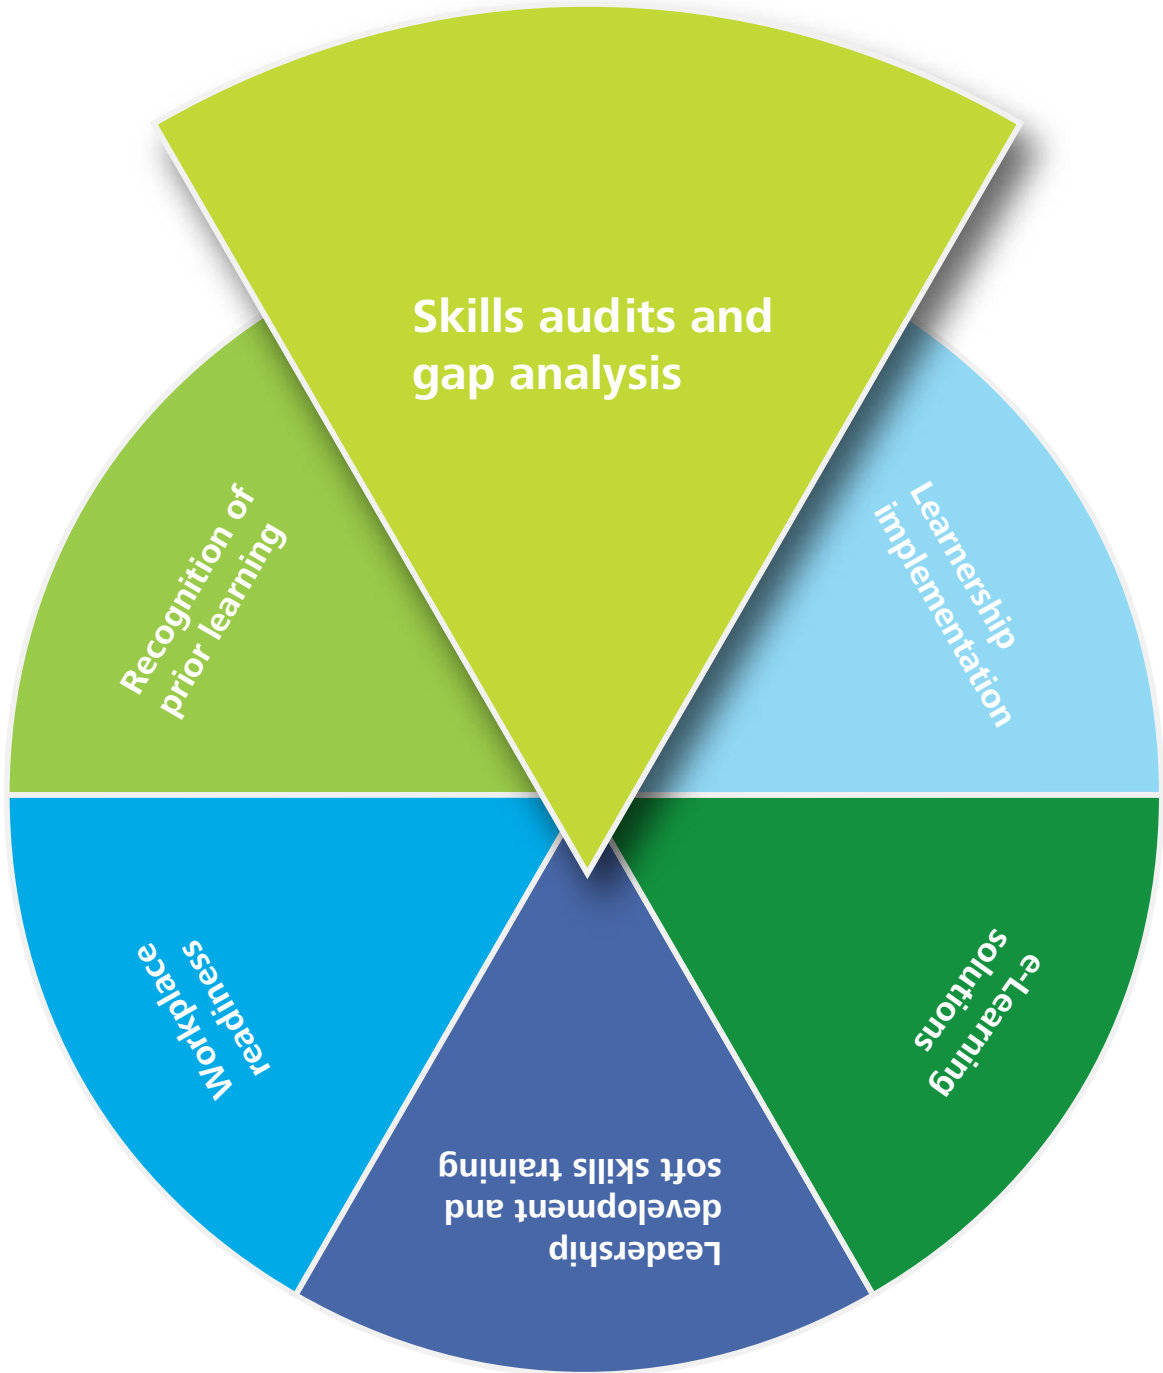 Skills audits and
gap analysis
Learnership
implementation
e-Learning
solutions
Leadership
development and
soft skills training
Workplace
readiness
Recognition of
prior learning